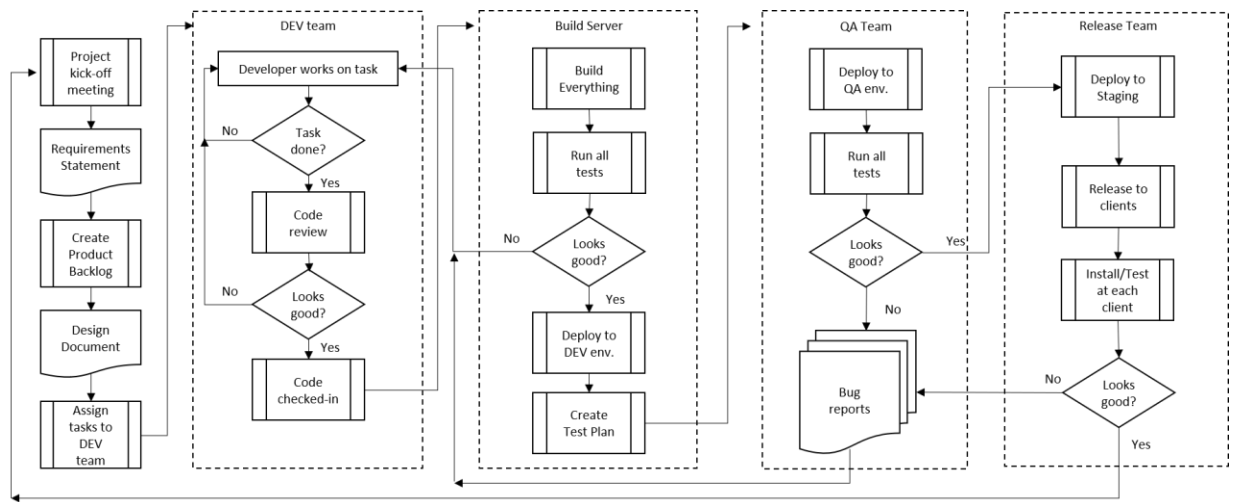 Project
kick-off
meeting
Requirements
Statement
Create
Product
Backlog
Design
Document
Assign
tasks to
DEV
team
DEV team
Developer works on task
No
Task
done?
Yes
Code
review
No
Looks
good?
Yes
Code
checked-in
Build Server
Build
Everything
Run all
tests
No
Looks
good?
Yes
Deploy to
DEV env.
Create
Test Plan
QA Team
Deploy to
QA env.
Run all
tests
Looks
good?
Yes
No
Bug
reports
Release Team
Deploy to
Staging
Release to
clients
Install/Test
at each
client
No
Looks
good?
Yes